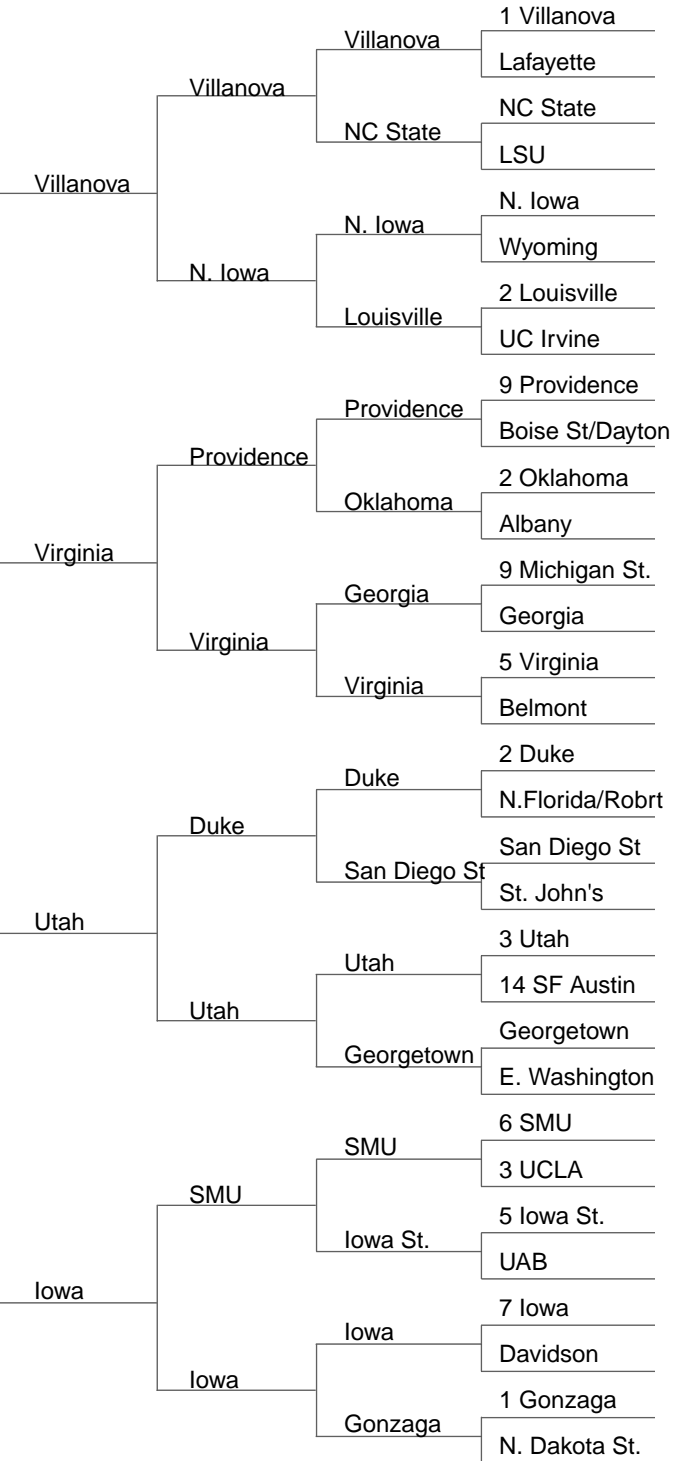 1 Villanova
Villanova
Lafayette
Villanova
NC State
NC State
LSU
Villanova
N. Iowa
N. Iowa
Wyoming
N. Iowa
2 Louisville
Louisville
UC Irvine
9 Providence
Providence
Boise St/Dayton
Providence
2 Oklahoma
Oklahoma
Albany
Virginia
9 Michigan St.
Georgia
Georgia
Virginia
5 Virginia
Virginia
Belmont
2 Duke
Duke
N.Florida/Robrt
Duke
San Diego St
San Diego St
St. John's
Utah
3 Utah
Utah
14 SF Austin
Utah
Georgetown
Georgetown
E. Washington
6 SMU
SMU
3 UCLA
SMU
5 Iowa St.
Iowa St.
UAB
Iowa
7 Iowa
Iowa
Davidson
Iowa
1 Gonzaga
Gonzaga
N. Dakota St.